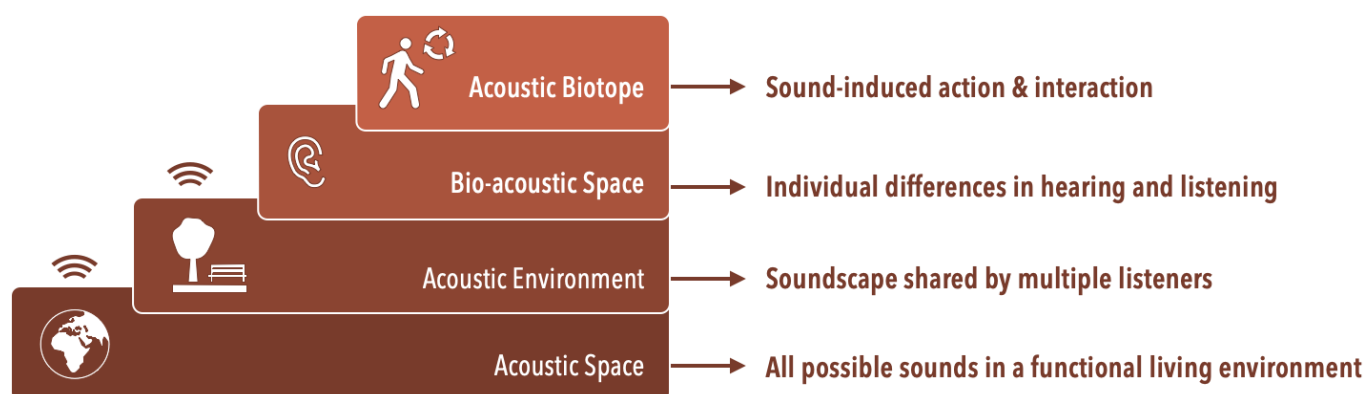 Acoustic Biotope
Sound-induced action & interaction
Bio-acoustic Space
Individual differences in hearing and listening
Acoustic Environment
Soundscape shared by multiple listeners
Acoustic Space
All possible sounds in a functional living environment